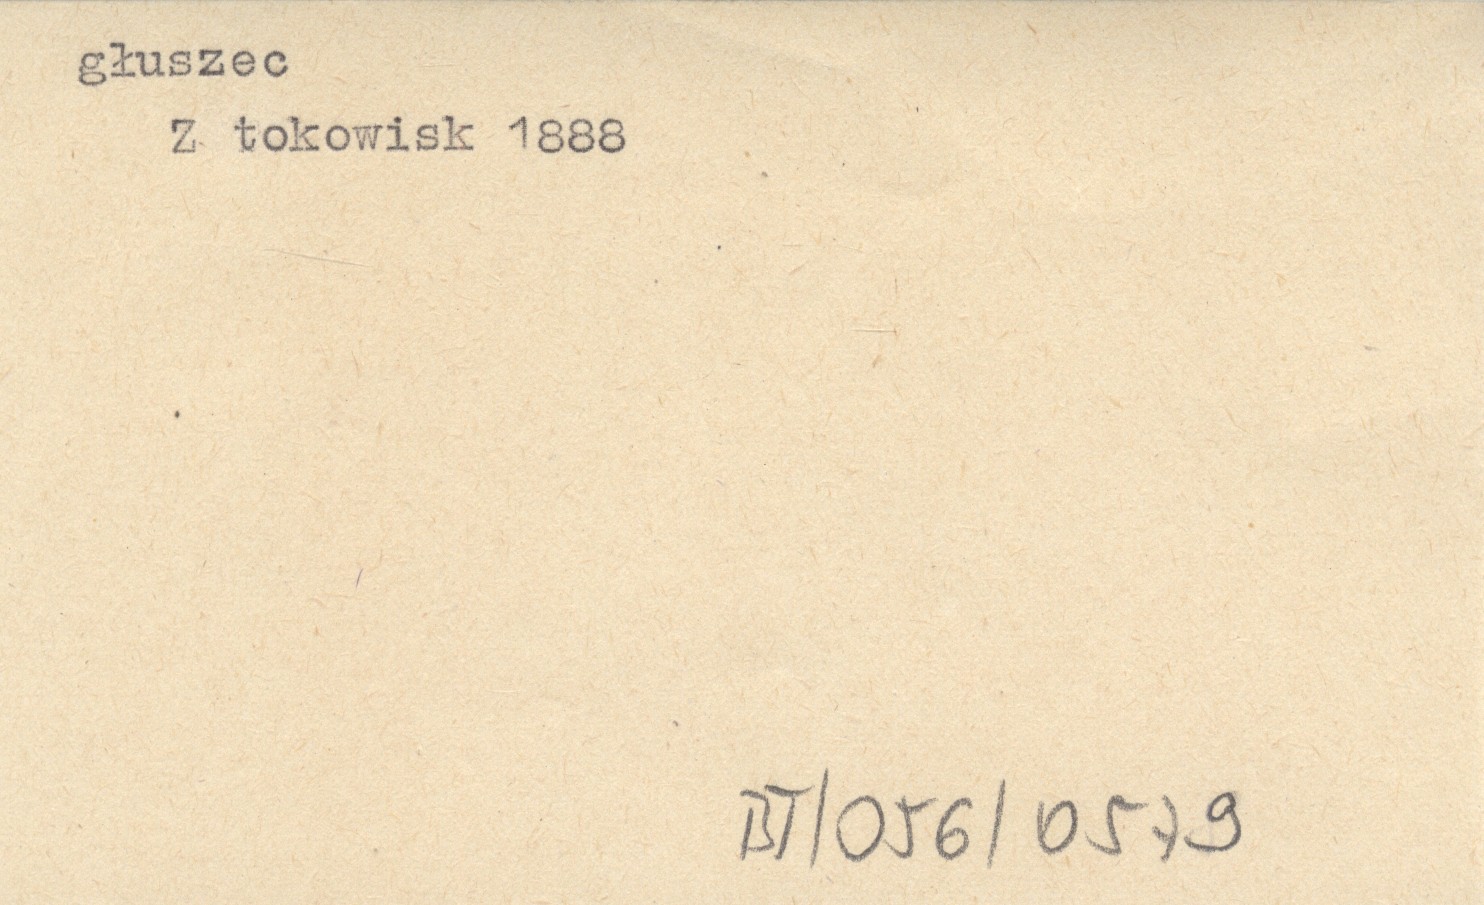 głuszec
Z tokowisk 1888
BT/056/0579